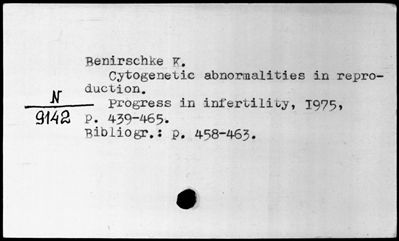 Benirschke K.
Cytogenetic abnormalities in repro-
duction.
Progress in infertility, 1975,
p. 439-465.
Bibliogr.: p. 458-463.
N
9142